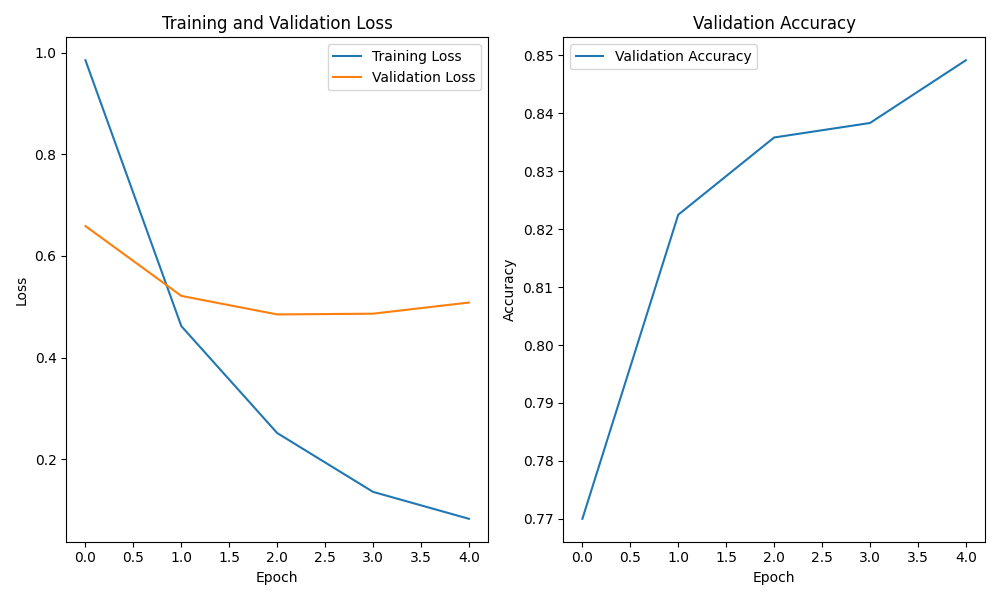 Training and Validation Loss
Training Loss
Validation Loss
1.0
0.8
0.6
0.4
0.2
Loss
0.0 0.5 1.0 1.5 2.0 2.5 3.0 3.5 4.0
Epoch
Validation Accuracy
Validation Accuracy
0.85
0.84
0.83
0.82
0.81
0.80
0.79
0.78
0.77
Accuracy
0.0 0.5 1.0 1.5 2.0 2.5 3.0 3.5 4.0
Epoch